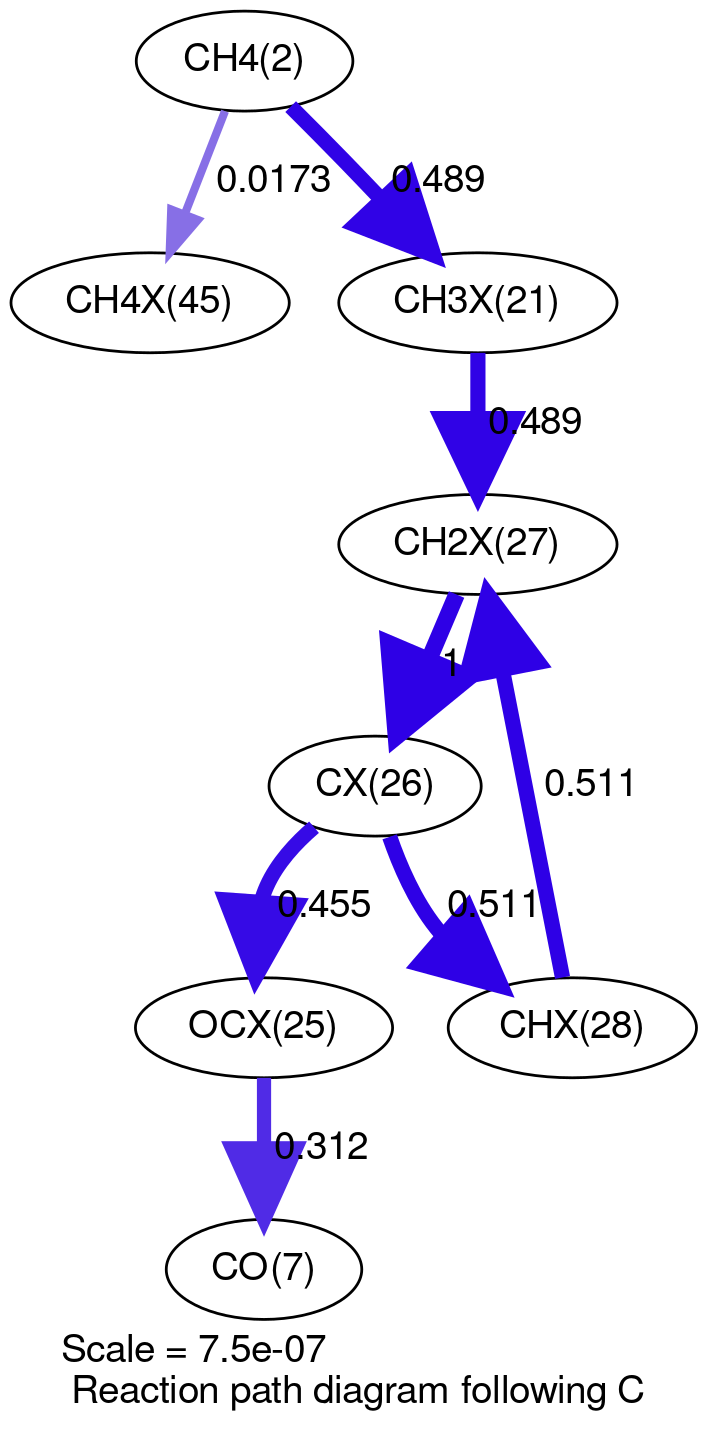 CH4(2)
0.0173
0.489
CH4X(45)
CH3X(21)
0.489
CH2X(27)
1
CX(26)
0.511
0.455
0.511
OCX(25)
CHX(28)
0.312
CO(7)
Scale = 7.5e-07
Reaction path diagram following C